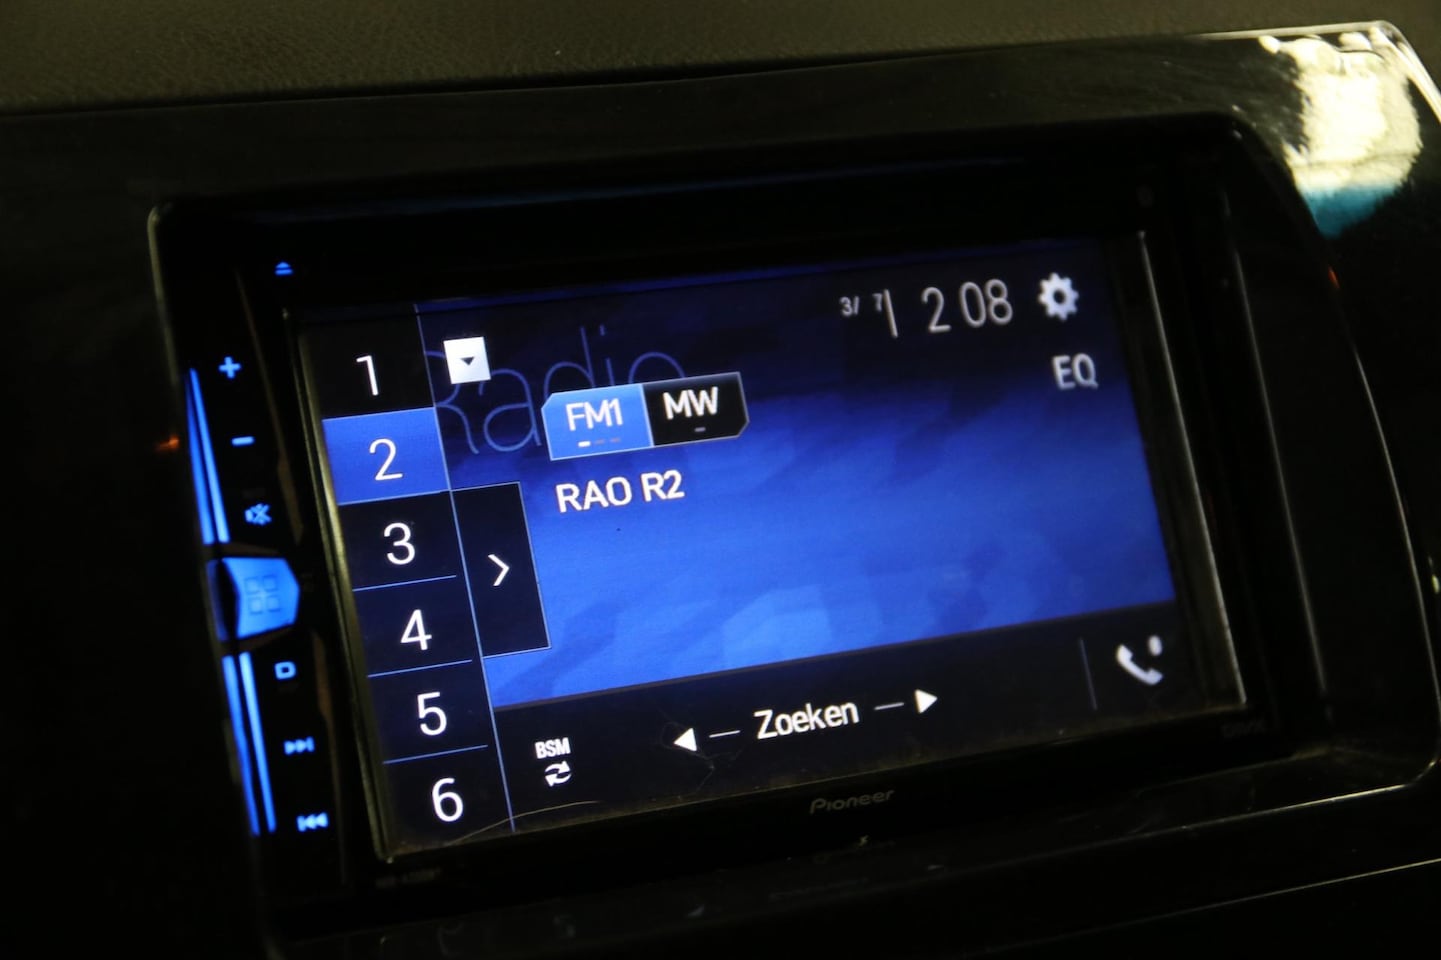 3/ 7
2 08
Radio
EQ
FM1 MW
RAO R2
1
2
3
4
5
6
BSM
Zoeken
Pioneer
D